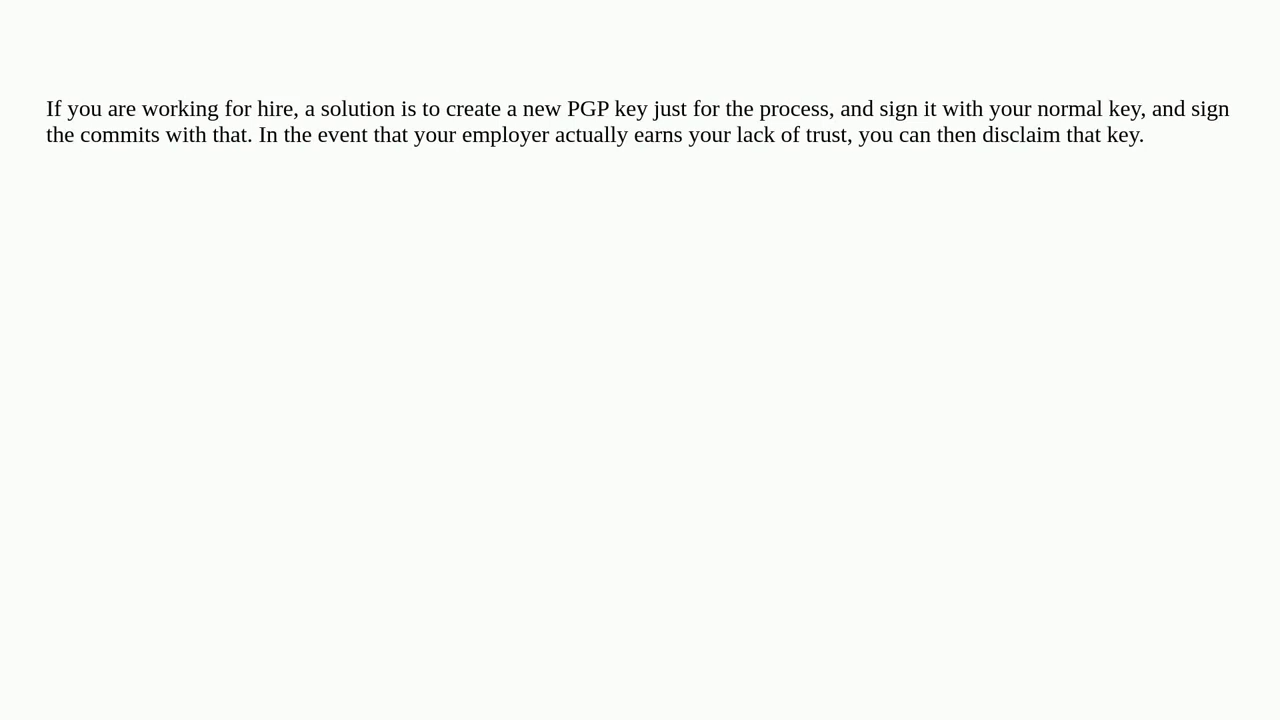 If you are working for hire, a solution is to create a new PGP key just for the process, and sign it with your normal key, and sign
the commits with that. In the event that your employer actually earns your lack of trust, you can then disclaim that key.